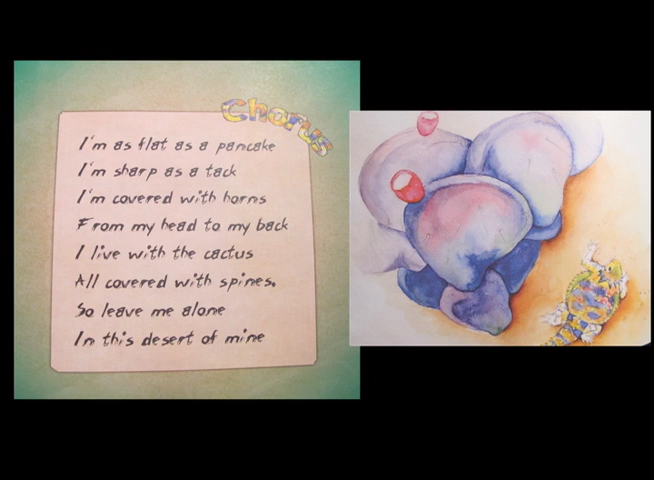 Chorus
I'm as flat as a pancake
I'm sharp as a tack
I'm covered with horns
From my head to my back
I live with the cactus
All covered with spines.
So leave me alone
In this desert of mine